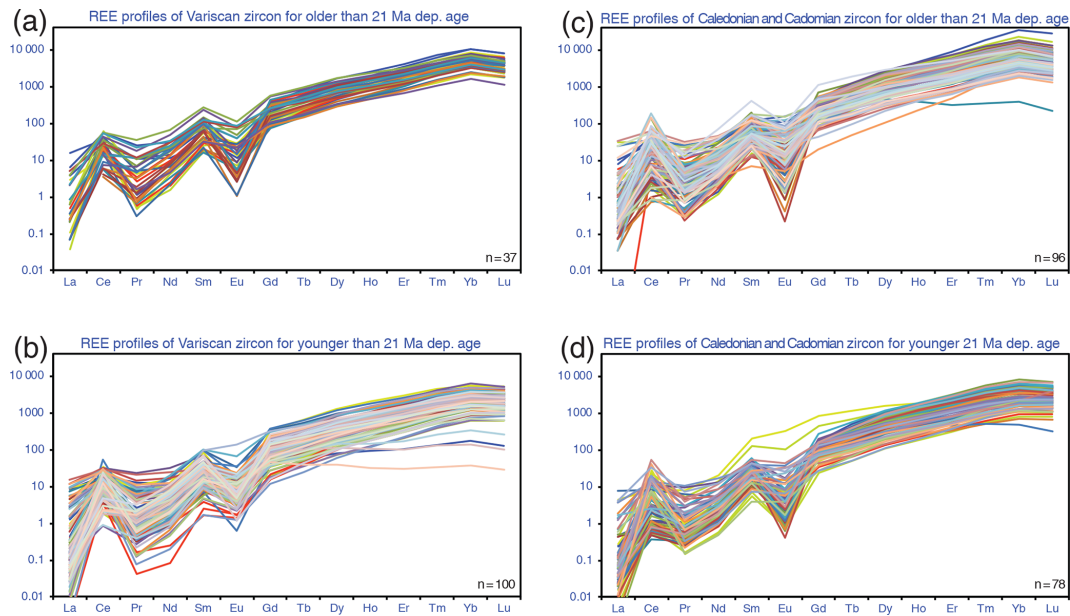 (a)
REE profiles of Variscan zircon for older than 21 Ma dep. age
10 000
1000
100
10
1
0.1
0.01
n=37
La Ce Pr Nd Sm Eu Gd Tb Dy Ho Er Tm Yb Lu
(c)
REE profiles of Caledonian and Cadomian zircon for older than 21 Ma dep. age
10 000
1000
100
10
1
0.1
0.01
n=96
La Ce Pr Nd Sm Eu Gd Tb Dy Ho Er Tm Yb Lu
(b)
REE profiles of Variscan zircon for younger than 21 Ma dep. age
10 000
1000
100
10
1
0.1
0.01
n=100
La Ce Pr Nd Sm Eu Gd Tb Dy Ho Er Tm Yb Lu
(d)
REE profiles of Caledonian and Cadomian zircon for younger 21 Ma dep. age
10 000
1000
100
10
1
0.1
0.01
n=78
La Ce Pr Nd Sm Eu Gd Tb Dy Ho Er Tm Yb Lu